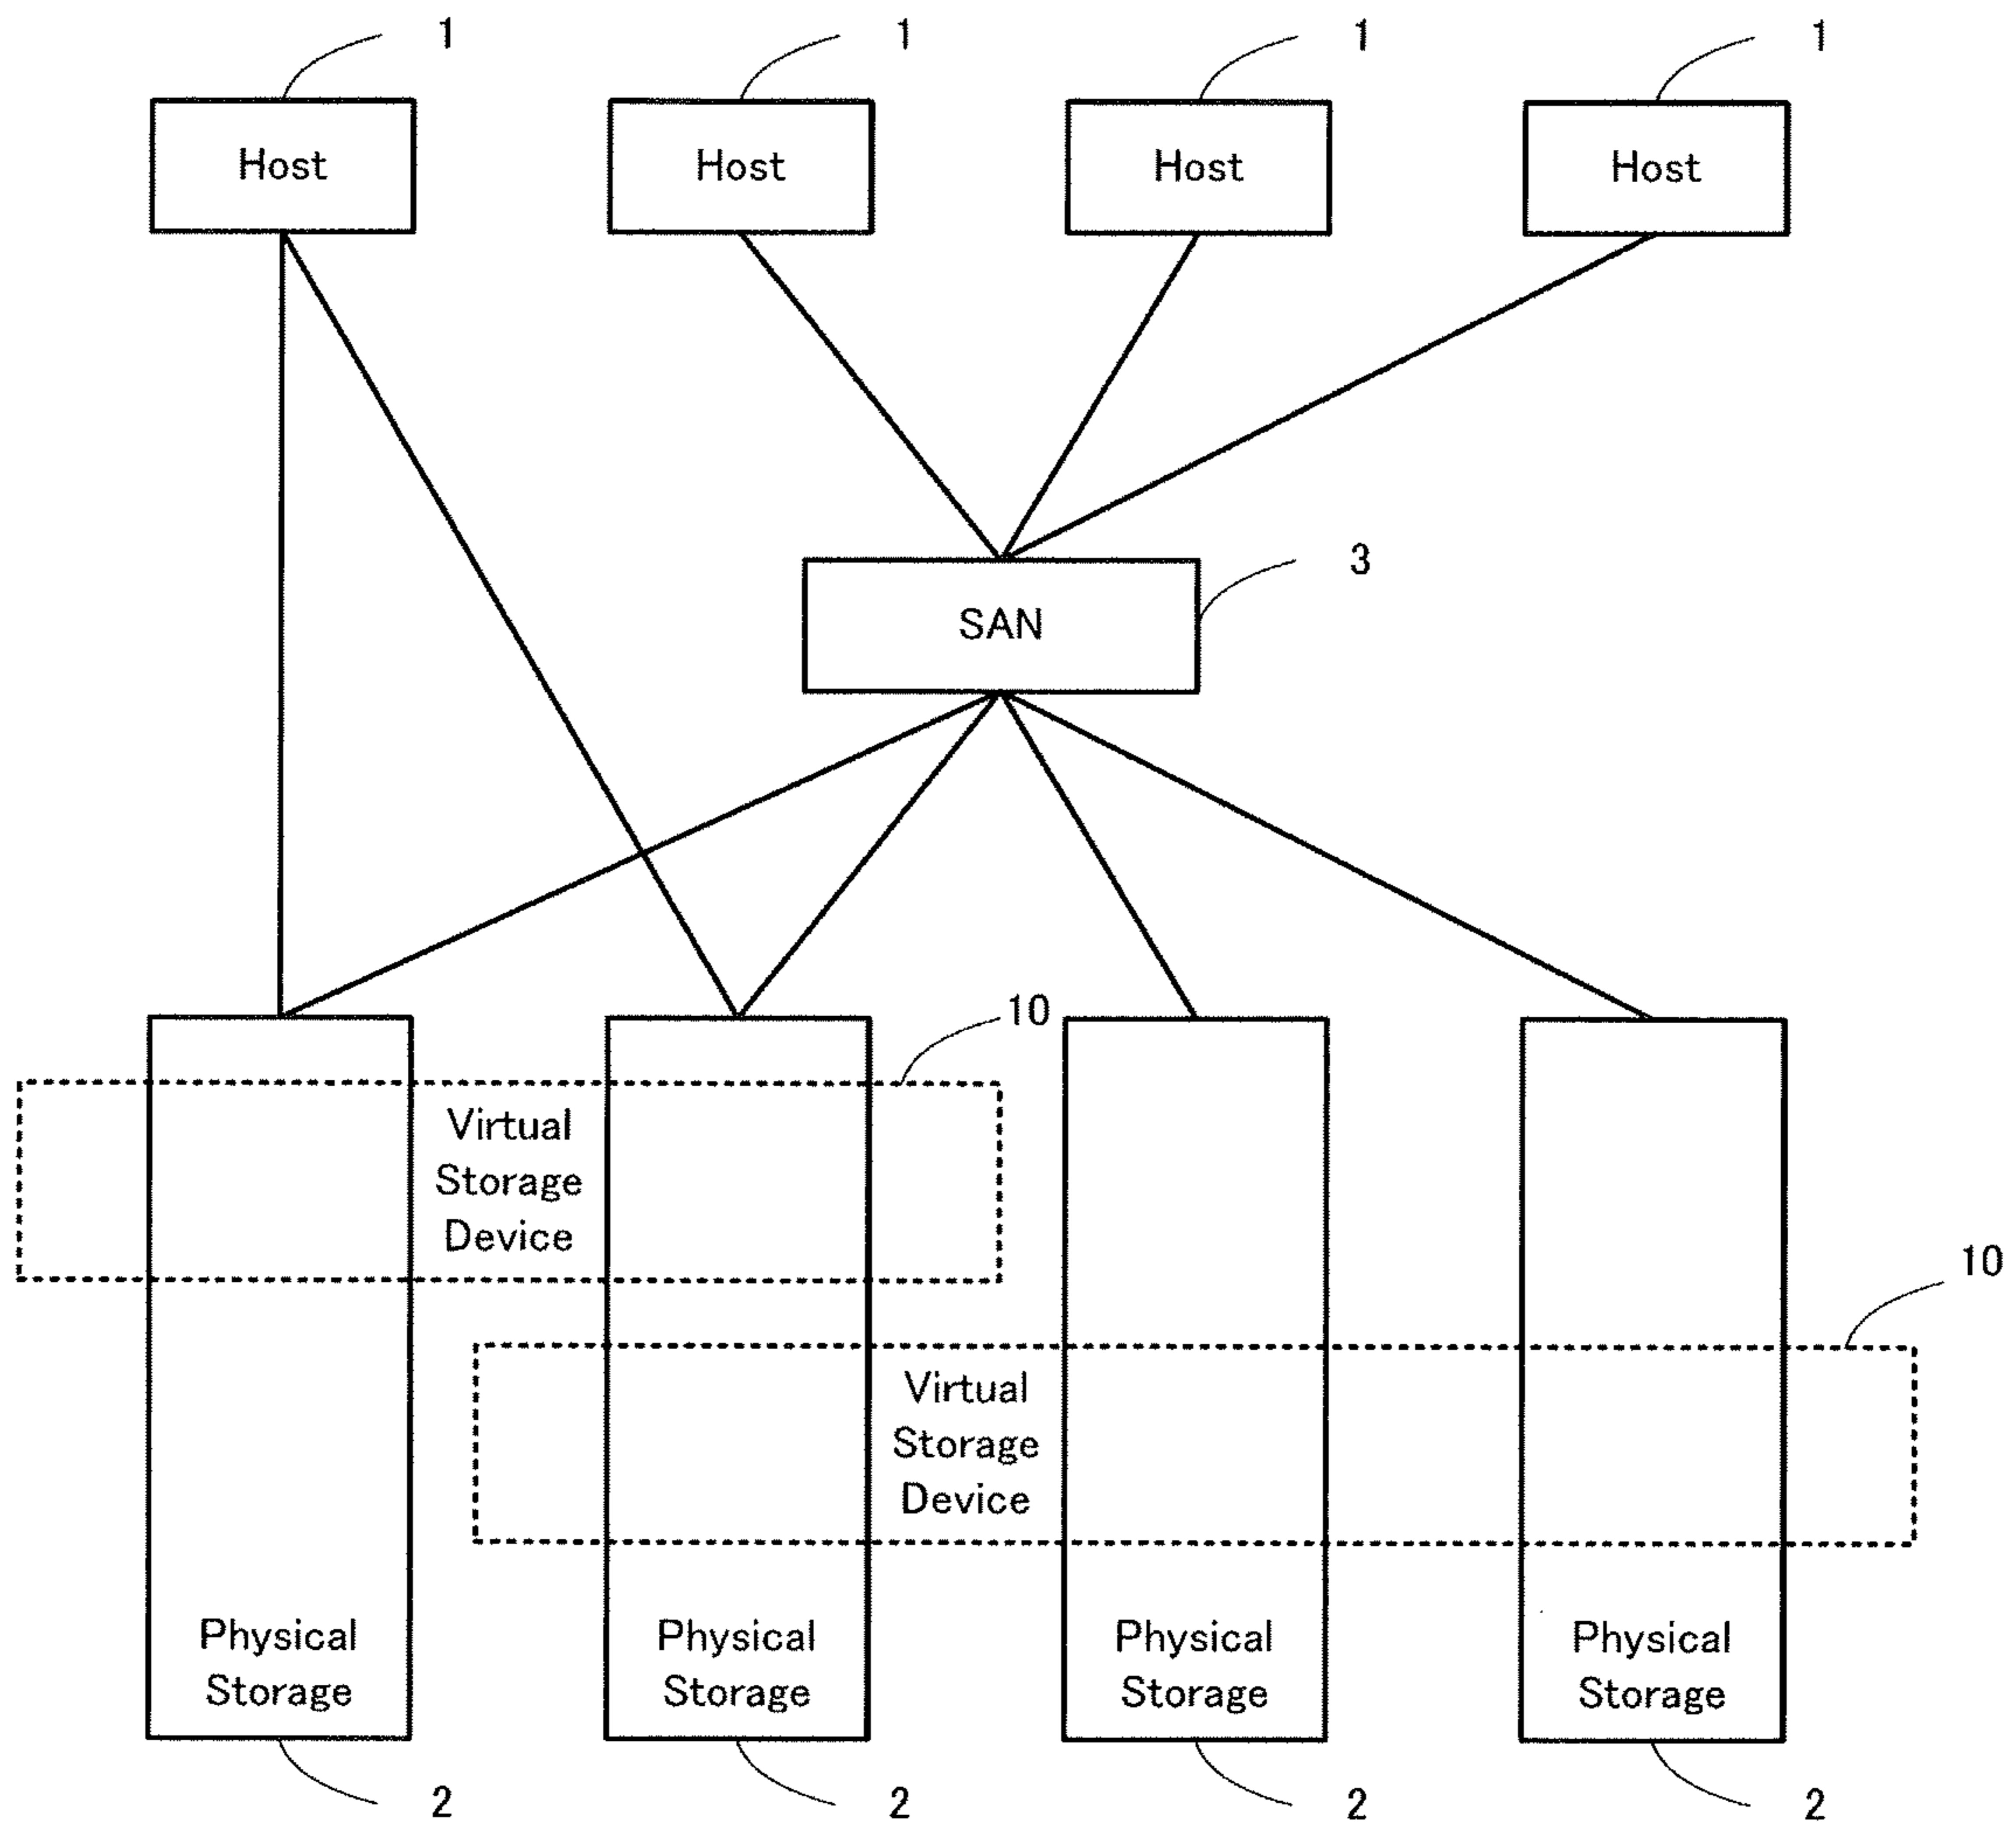 1
1
1
1
Host
Host
Host
Host
3
SAN
10
Virtual
Storage
Device
10
Virtual
Storage
Device
Physical
Storage
Physical
Storage
Physical
Storage
Physical
Storage
2
2
2
2